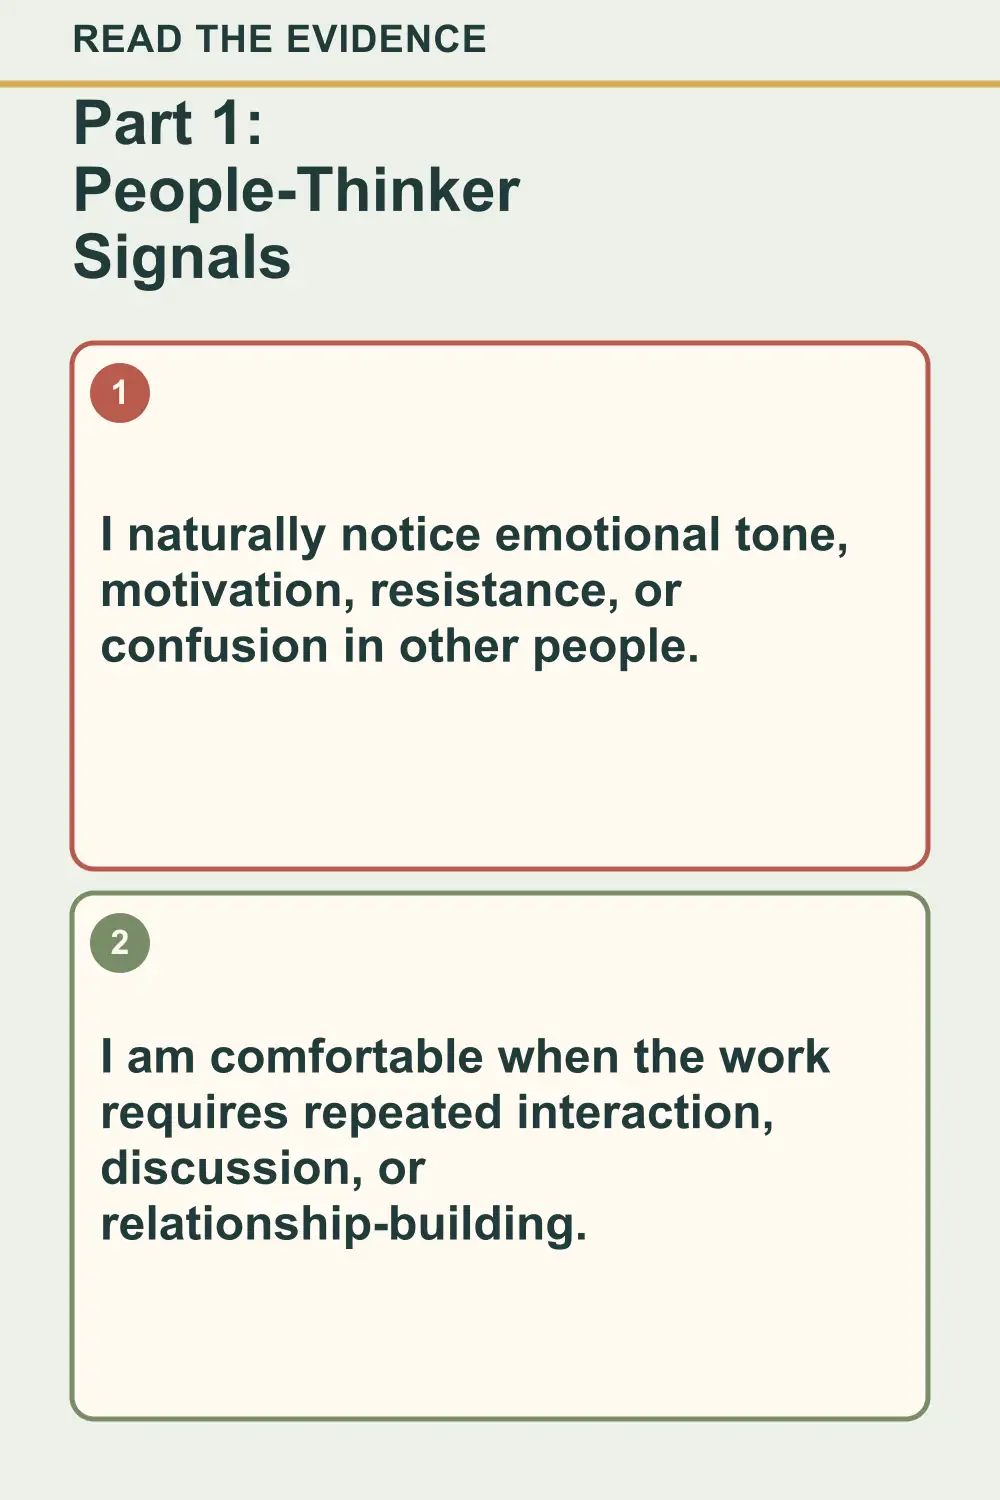 READ THE EVIDENCE
Part 1:
People-Thinker
Signals
1
I naturally notice emotional tone,
motivation, resistance, or
confusion in other people.
2
I am comfortable when the work
requires repeated interaction,
discussion, or
relationship-building.